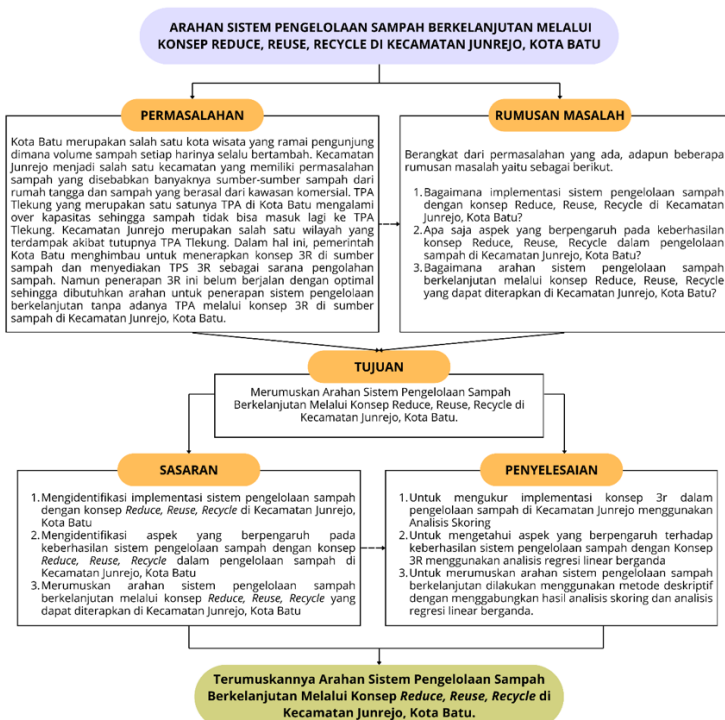 ARAHAN SISTEM PENGELOLAAN SAMPAH BERKELANJUTAN MELALUI
KONSEP REDUCE, REUSE, RECYCLE DI KECAMATAN JUNREJO, KOTA BATU
PERMASALAHAN
Kota Batu merupakan salah satu kota wisata yang ramai pengunjung
dimana volume sampah setiap harinya selalu bertambah. Kecamatan
Junrejo menjadi salah satu kecamatan yang memiliki permasalahan
sampah yang disebabkan banyaknya sumber-sumber sampah dari
rumah tangga dan sampah yang berasal dari kawasan komersial. TPA
Tlekung yang merupakan satu satunya TPA di Kota Batu mengalami
over kapasitas sehingga sampah tidak bisa masuk lagi ke TPA
Tlekung. Kecamatan Junrejo merupakan salah satu wilayah yang
terdampak akibat tutupnya TPA Tlekung. Dalam hal ini, pemerintah
Kota Batu menghimbau untuk menerapkan konsep 3R di sumber
sampah dan menyediakan TPS 3R sebagai sarana pengolahan
sampah. Namun penerapan 3R ini belum berjalan dengan optimal
sehingga dibutuhkan arahan untuk penerapan sistem pengelolaan
berkelanjutan tanpa adanya TPA melalui konsep 3R di sumber
sampah di Kecamatan Junrejo, Kota Batu.
RUMUSAN MASALAH
Berangkat dari permasalahan yang ada, adapun beberapa
rumusan masalah yaitu sebagai berikut.
1. Bagaimana implementasi sistem pengelolaan sampah
dengan konsep Reduce, Reuse, Recycle di Kecamatan
Junrejo, Kota Batu?
2. Apa saja aspek yang berpengaruh pada keberhasilan
konsep Reduce, Reuse, Recycle dalam pengelolaan
sampah di Kecamatan Junrejo, Kota Batu?
3. Bagaimana arahan sistem pengelolaan sampah
berkelanjutan melalui konsep Reduce, Reuse, Recycle
yang dapat diterapkan di Kecamatan Junrejo, Kota Batu?
TUJUAN
Merumuskan Arahan Sistem Pengelolaan Sampah
Berkelanjutan Melalui Konsep Reduce, Reuse, Recycle di
Kecamatan Junrejo, Kota Batu.
SASARAN
1. Mengidentifikasi implementasi sistem pengelolaan sampah
dengan konsep Reduce, Reuse, Recycle di Kecamatan Junrejo,
Kota Batu
2. Mengidentifikasi aspek yang berpengaruh pada
keberhasilan sistem pengelolaan sampah dengan konsep
Reduce, Reuse, Recycle dalam pengelolaan sampah di
Kecamatan Junrejo, Kota Batu
3. Merumuskan arahan sistem pengelolaan sampah
berkelanjutan melalui konsep Reduce, Reuse, Recycle yang
dapat diterapkan di Kecamatan Junrejo, Kota Batu
PENYELESAIAN
1. Untuk mengukur implementasi konsep 3r dalam
pengelolaan sampah di Kecamatan Junrejo menggunakan
Analisis Skoring
2. Untuk mengetahui aspek yang berpengaruh terhadap
keberhasilan sistem pengelolaan sampah dengan Konsep
3R menggunakan analisis regresi linear berganda
3. Untuk merumuskan arahan sistem pengelolaan sampah
berkelanjutan dilakukan menggunakan metode deskriptif
dengan menggabungkan hasil analisis skoring dan analisis
regresi linear berganda.
Terumuskannya Arahan Sistem Pengelolaan Sampah
Berkelanjutan Melalui Konsep Reduce, Reuse, Recycle di
Kecamatan Junrejo, Kota Batu.